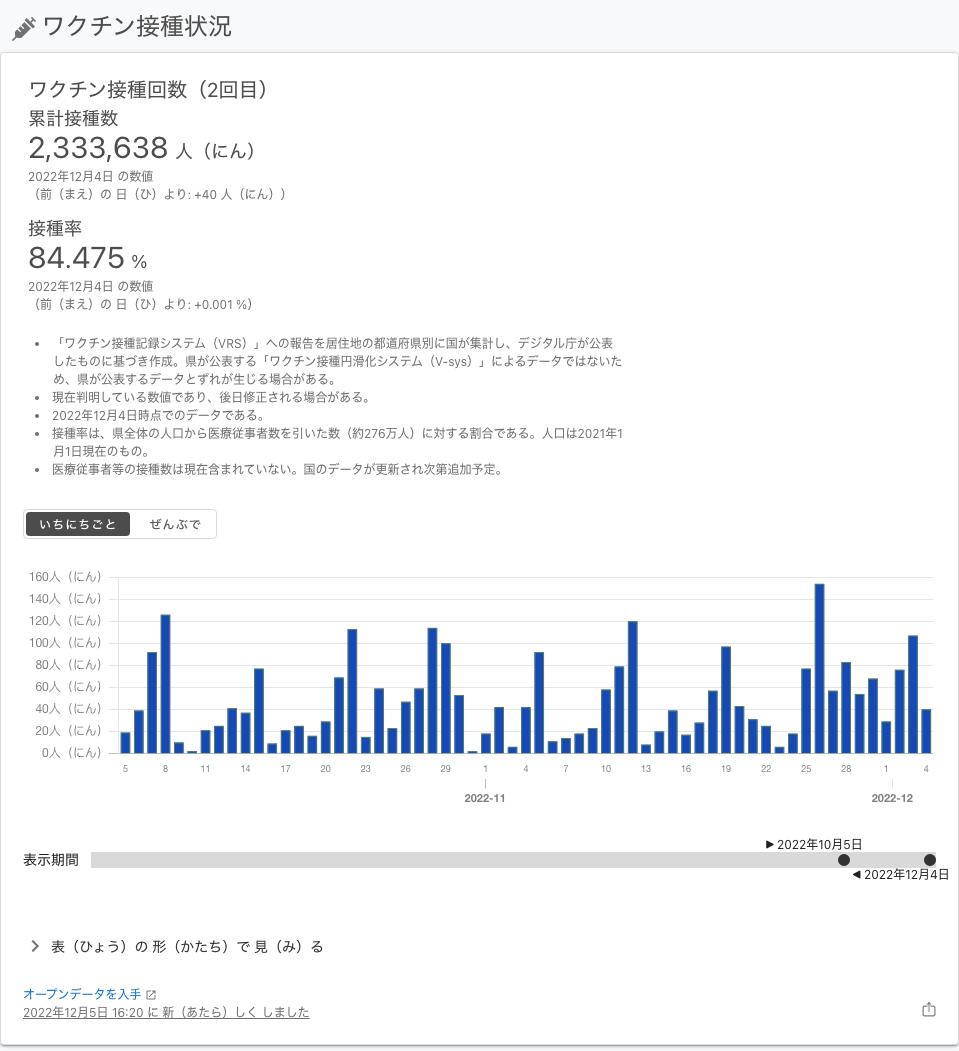 ワクチン接種状況
ワクチン接種回数（2回目）
累計接種数
2,333,638 人（にん）
2022年12月4日 の数値
（前（まえ）の 日（ひ）より: +40 人（にん））
接種率
84.475 %
2022年12月4日 の数値
（前（まえ）の 日（ひ）より: +0.001 %）
• 「ワクチン接種記録システム（VRS）」への報告を居住地の都道府県別に国が集計し、デジタル庁が公表
したものに基づき作成。県が公表する「ワクチン接種円滑化システム（V-sys）」によるデータではないた
め、県が公表するデータとずれが生じる場合がある。
• 現在判明している数値であり、後日修正される場合がある。
• 2022年12月4日時点でのデータである。
• 接種率は、県全体の人口から医療従事者数を引いた数（約276万人）に対する割合である。人口は2021年1
月1日現在のもの。
• 医療従事者等の接種数は現在含まれていない。国のデータが更新され次第追加予定。
いちにちごと ぜんぶで
160人（にん）
140人（にん）
120人（にん）
100人（にん）
80人（にん）
60人（にん）
40人（にん）
20人（にん）
0人（にん）
5 8 11 14 17 20 23 26 29 1 4 7 10 13 16 19 22 25 28 1 4
2022-11 2022-12
▶ 2022年10月5日
表示期間
◀ 2022年12月4日
表（ひょう）の 形（かたち）で 見（み）る
オープンデータを入手
2022年12月5日 16:20 に 新（あたら）しく しました